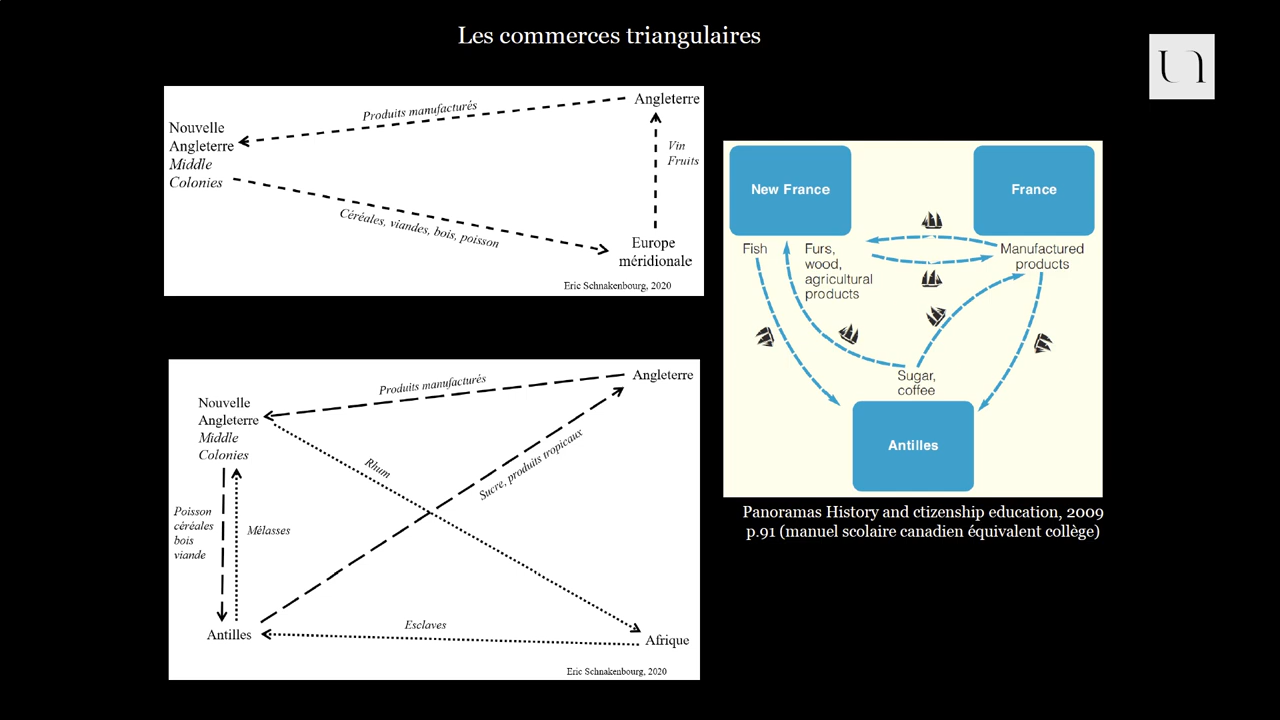 Les commerces triangulaires
Angleterre
Produits manufacturés
Nouvelle
Angleterre
Middle
Colonies
Vin
Fruits
Céréales, viandes, bois, poisson
Europe
méridionale
Eric Schnakenbourg, 2020
Angleterre
Produits manufacturés
Nouvelle
Angleterre
Middle
Colonies
Rhum
Sucre, produits tropicaux
Poisson
céréales
bois
viande
Mélasses
Esclaves
Antilles
Afrique
Eric Schnakenbourg, 2020
New France
France
Fish
Furs,
wood,
agricultural
products
Manufactured
products
Sugar,
coffee
Antilles
Panoramas History and ctizenship education, 2009
p.91 (manuel scolaire canadien équivalent collège)